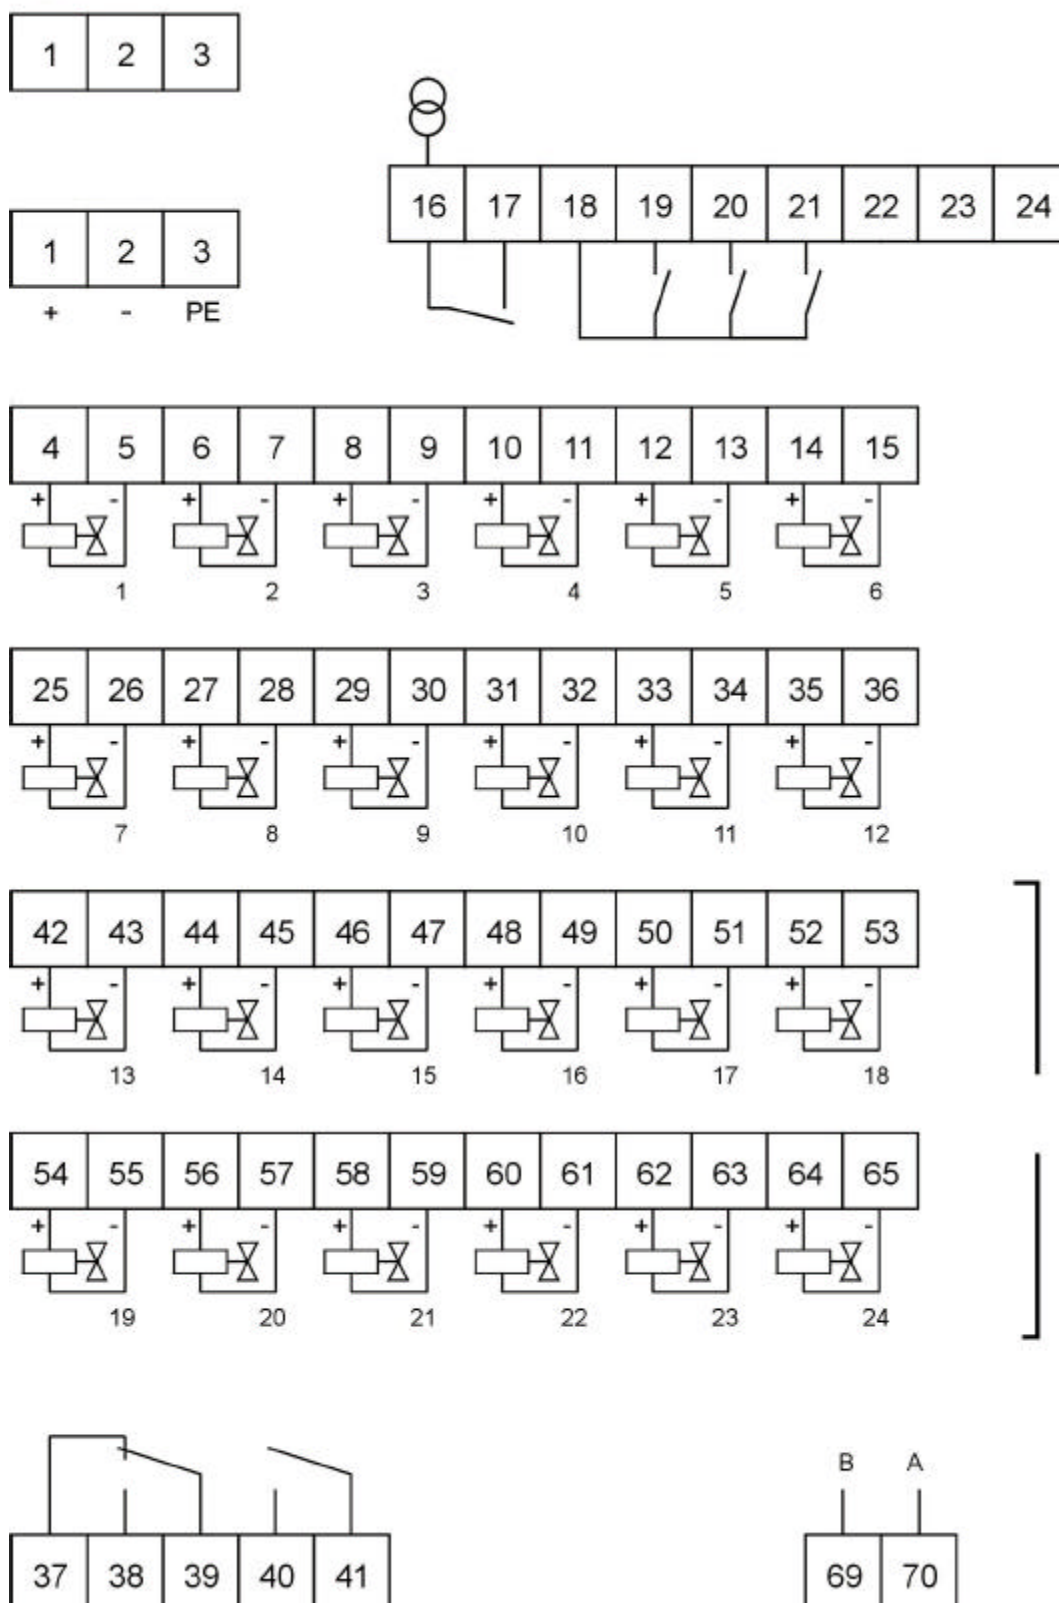 1 2 3
16 17 18 19 20 21 22 23 24
1 2 3
+ - PE
4 5 6 7 8 9 10 11 12 13 14 15
+ - + - + - + - + - + -
1 2 3 4 5 6
25 26 27 28 29 30 31 32 33 34 35 36
+ - + - + - + - + - + -
7 8 9 10 11 12
42 43 44 45 46 47 48 49 50 51 52 53
+ - + - + - + - + - + -
13 14 15 16 17 18
54 55 56 57 58 59 60 61 62 63 64 65
+ - + - + - + - + - + -
19 20 21 22 23 24
B A
37 38 39 40 41 69 70